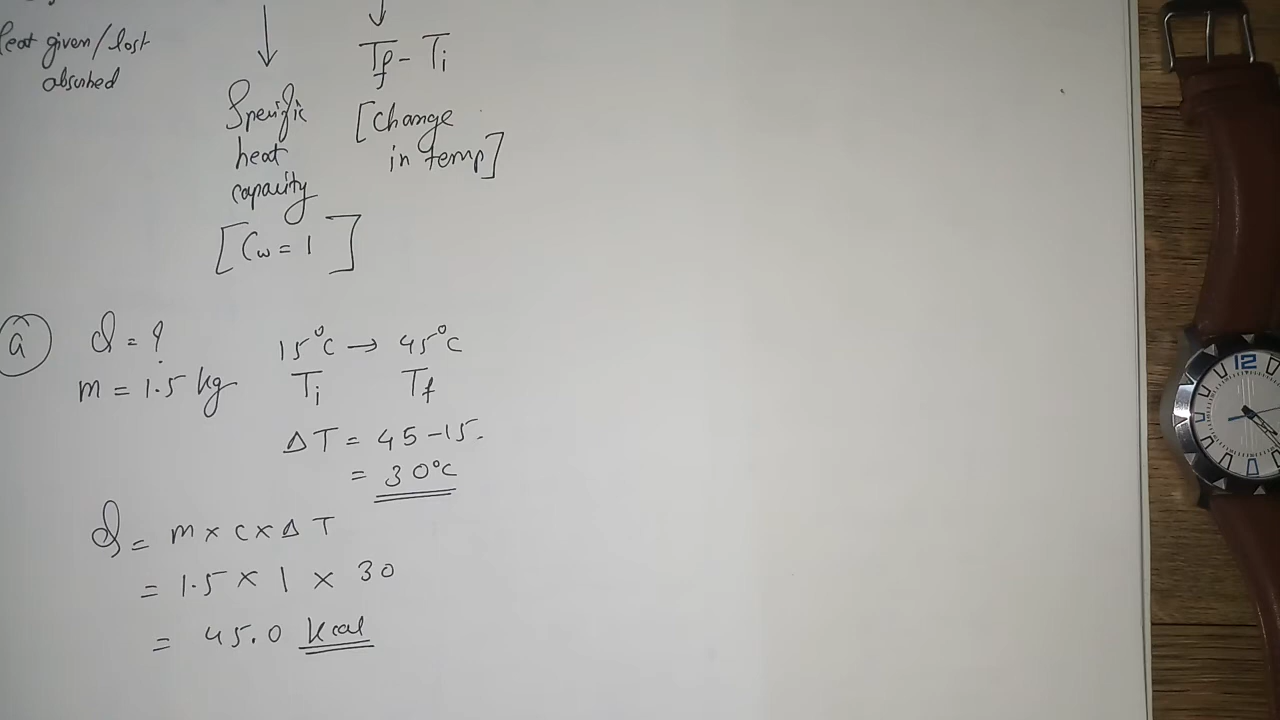 heat given/lost
absorbed
Specific
heat
capacity
[Cw = 1]
Tf - Ti
[Change
in temp]
(a)
Q = ?
m = 1.5 kg
15°C → 45°C
Ti Tf
ΔT = 45 - 15.
= 30°C
Q = m × c × Δ T
= 1.5 × 1 × 30
= 45.0 Kcal
12